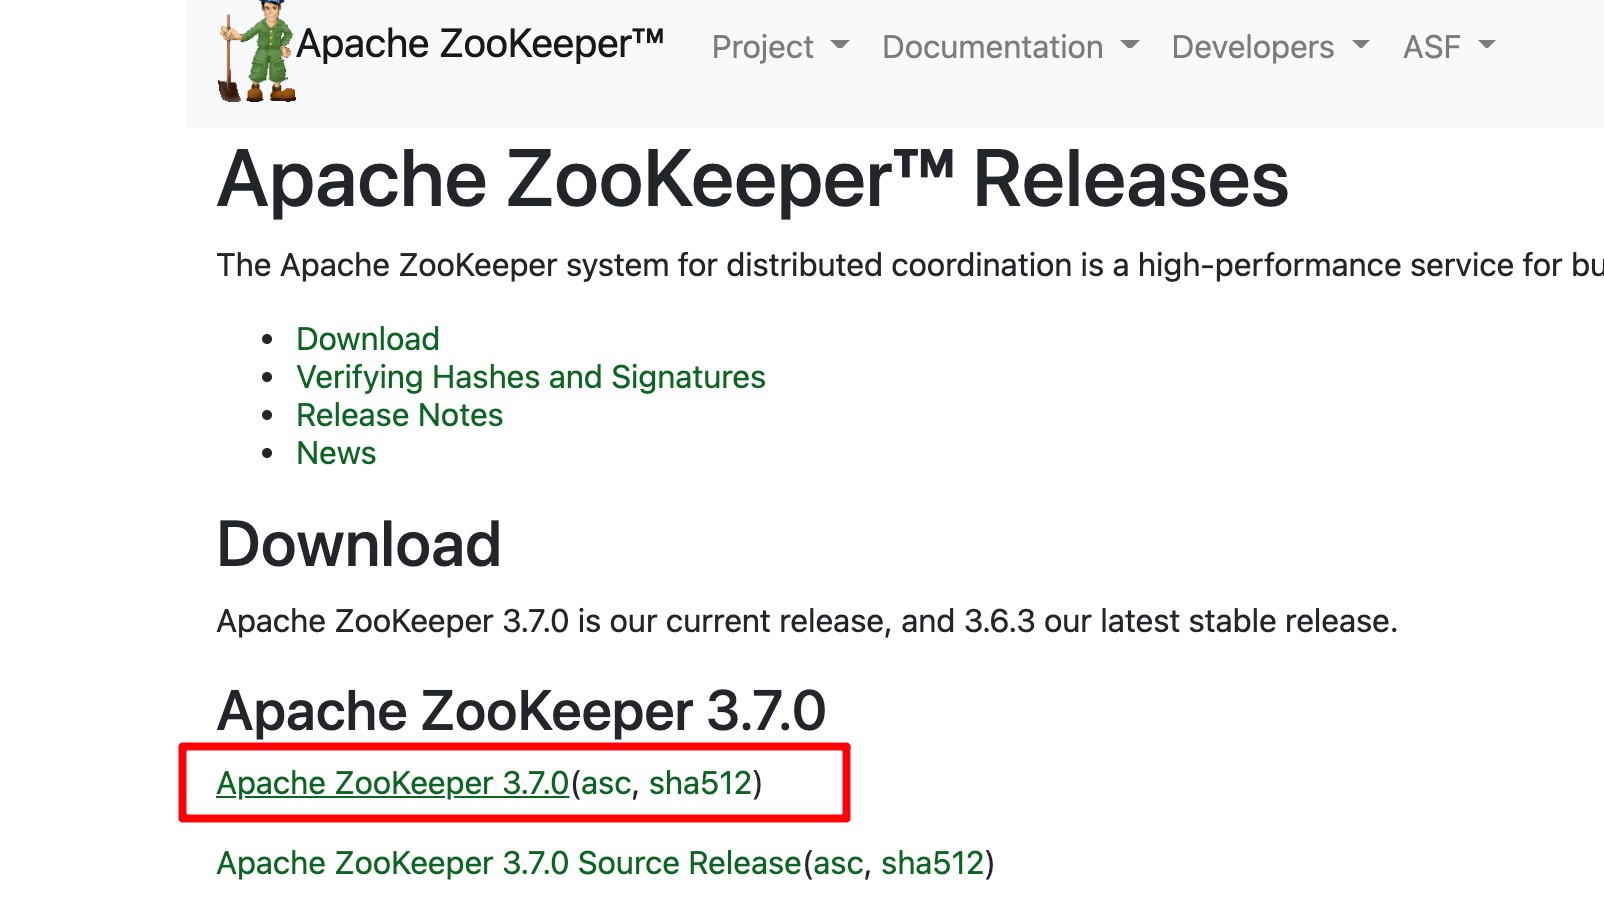 Apache ZooKeeper™ Project Documentation Developers ASF
Apache ZooKeeper™ Releases
The Apache ZooKeeper system for distributed coordination is a high-performance service for bu
Download
Verifying Hashes and Signatures
Release Notes
News
Download
Apache ZooKeeper 3.7.0 is our current release, and 3.6.3 our latest stable release.
Apache ZooKeeper 3.7.0
Apache ZooKeeper 3.7.0(asc, sha512)
Apache ZooKeeper 3.7.0 Source Release(asc, sha512)